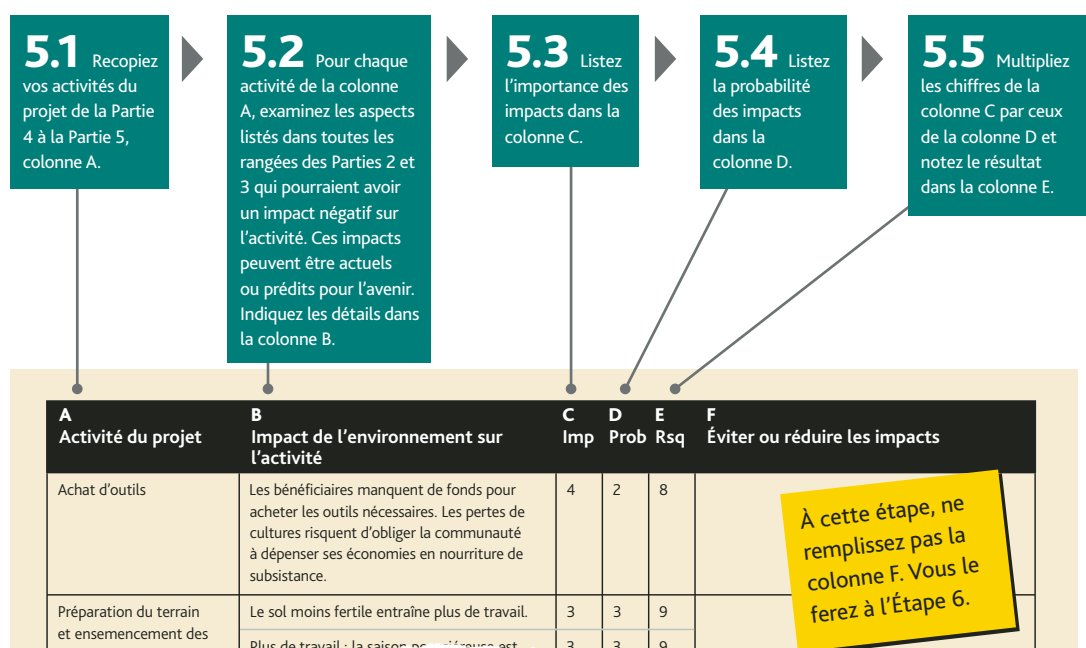 5.1 Recopiez
vos activités du
projet de la Partie
4 à la Partie 5,
colonne A.
5.2 Pour chaque
activité de la colonne
A, examinez les aspects
listés dans toutes les
rangées des Parties 2 et
3 qui pourraient avoir
un impact négatif sur
l'activité. Ces impacts
peuvent être actuels
ou prédits pour l'avenir.
Indiquez les détails dans
la colonne B.
5.3 Listez
l'importance des
impacts dans la
colonne C.
5.4 Listez
la probabilité
des impacts
dans la
colonne D.
5.5 Multipliez
les chiffres de la
colonne C par ceux
de la colonne D et
notez le résultat
dans la colonne E.
A B C D E F
Activité du projet Impact de l'environnement sur Imp Prob Rsq Éviter ou réduire les impacts
l'activité
Achat d'outils Les bénéficiaires manquent de fonds pour 4 2 8
acheter les outils nécessaires. Les pertes de
cultures risquent d'obliger la communauté
à dépenser ses économies en nourriture de
subsistance.
À cette étape, ne
remplissez pas la
colonne F. Vous le
ferez à l'Étape 6.
Préparation du terrain Le sol moins fertile entraîne plus de travail. 3 3 9
et ensemencement des
Plus de travail : la saison est 3 3 9